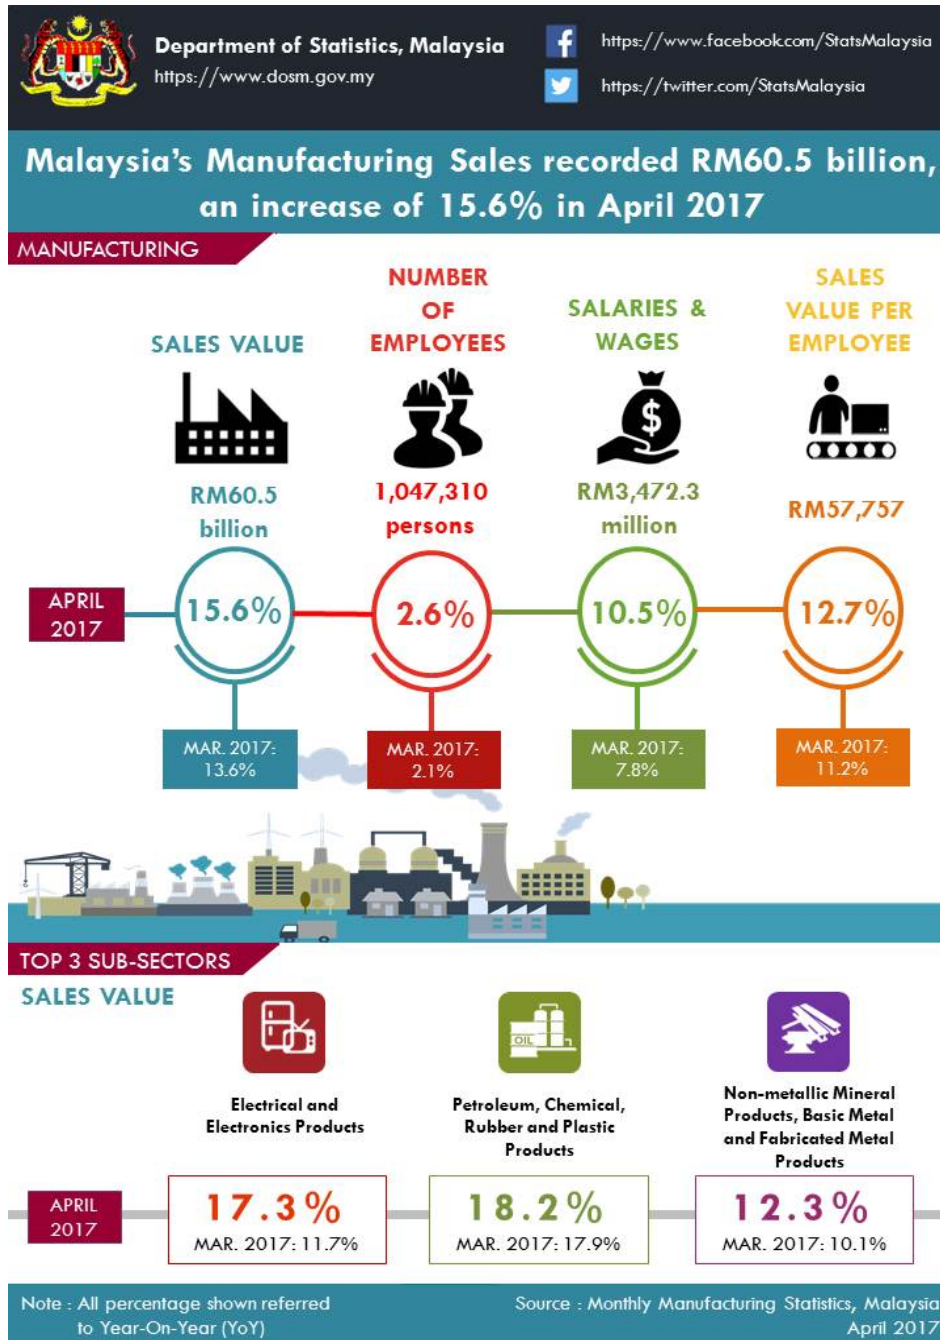 Department of Statistics, Malaysia
https://www.dosm.gov.my
https://www.facebook.com/StatsMalaysia
https://twitter.com/StatsMalaysia
Malaysia's Manufacturing Sales recorded RM60.5 billion,
an increase of 15.6% in April 2017
MANUFACTURING
SALES VALUE
NUMBER
OF
EMPLOYEES
SALARIES &
WAGES
SALES
VALUE PER
EMPLOYEE
$
RM60.5
billion
1,047,310
persons
RM3,472.3
million
RM57,757
APRIL
2017
15.6%
2.6%
10.5%
12.7%
MAR. 2017:
13.6%
MAR. 2017:
2.1%
MAR. 2017:
7.8%
MAR. 2017:
11.2%
TOP 3 SUB-SECTORS
SALES VALUE
OIL
Electrical and
Electronics Products
Petroleum, Chemical,
Rubber and Plastic
Products
Non-metallic Mineral
Products, Basic Metal
and Fabricated Metal
Products
APRIL
2017
17.3%
MAR. 2017: 11.7%
18.2%
MAR. 2017: 17.9%
12.3%
MAR. 2017: 10.1%
Note : All percentage shown referred
to Year-On-Year (YoY)
Source : Monthly Manufacturing Statistics, Malaysia
April 2017